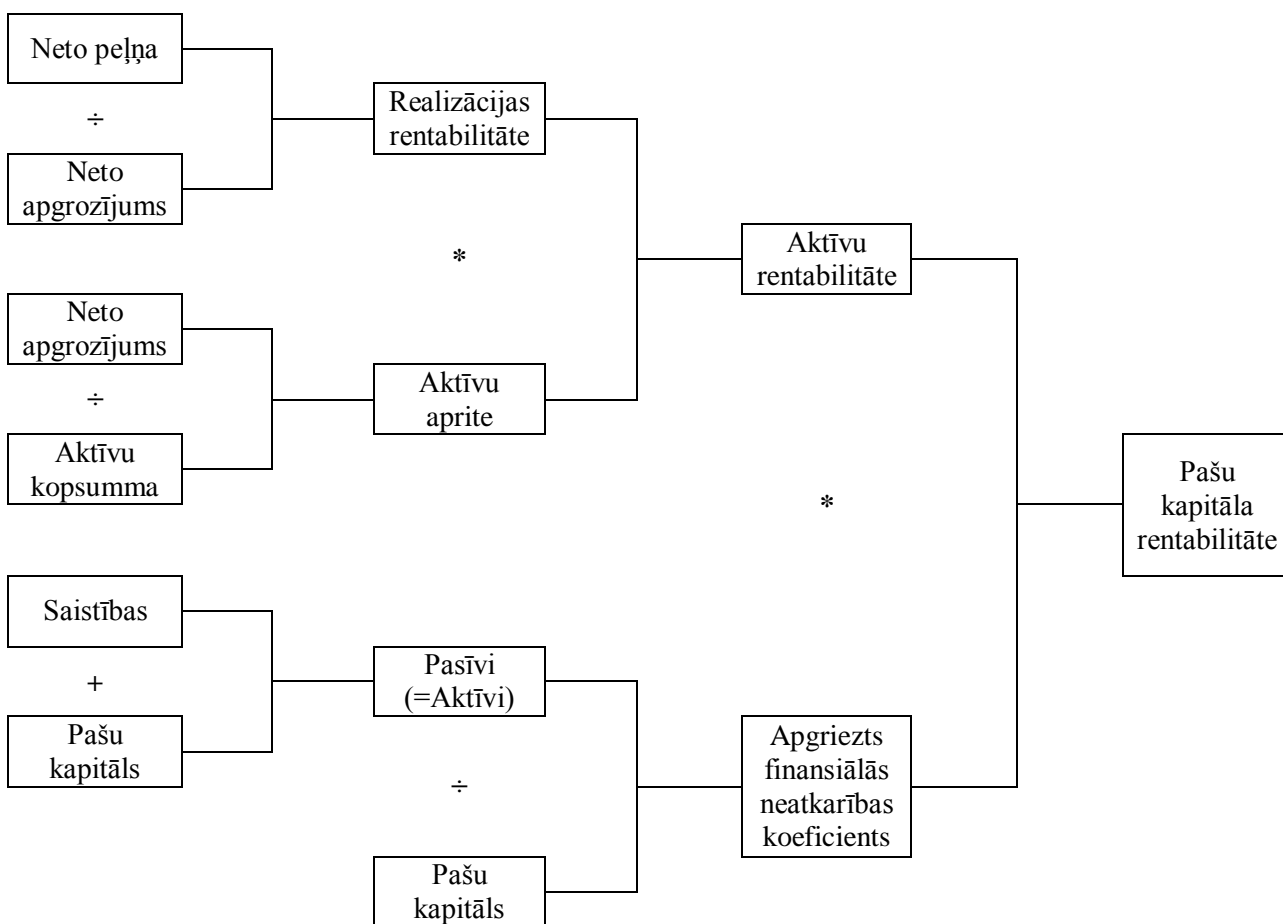 Neto peļņa
÷
Neto
apgrozījums
Realizācijas
rentabilitāte
*
Neto
apgrozījums
÷
Aktīvu
kopsumma
Aktīvu
aprite
Aktīvu
rentabilitāte
*
Saistības
+
Pašu
kapitāls
Pasīvi
(=Aktīvi)
÷
Pašu
kapitāls
Apgriezts
finansiālās
neatkarības
koeficients
Pašu
kapitāla
rentabilitāte